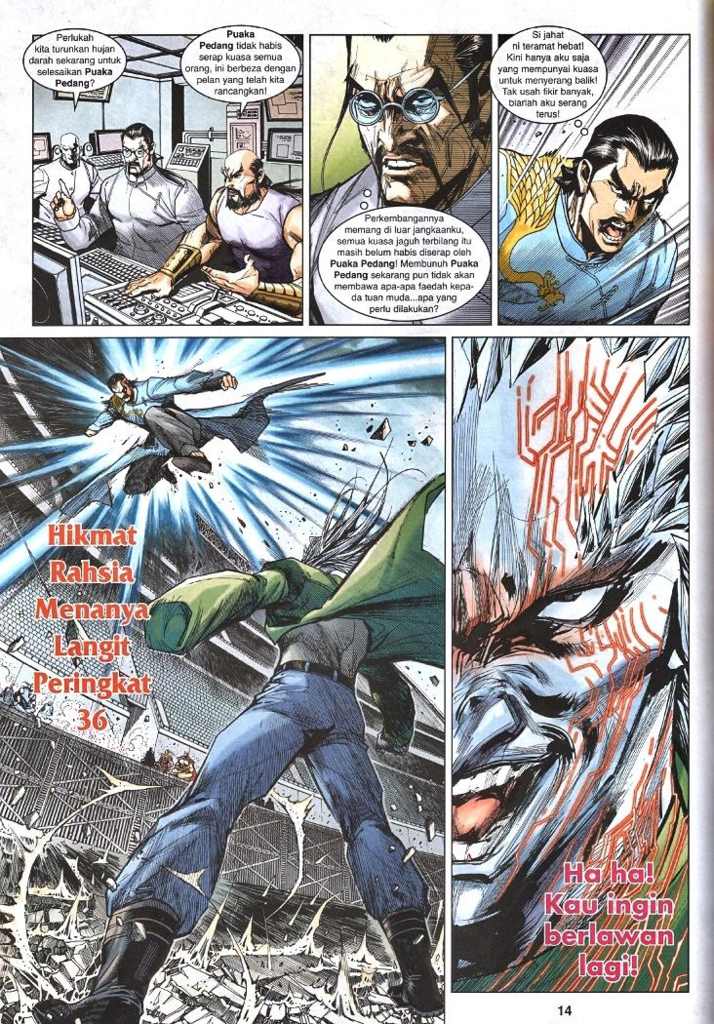 Perlukah
kita turunkan hujan
darah sekarang untuk
selesaikan Puaka
Pedang?
Puaka
Pedang tidak habis
serap kuasa semua
orang, ini berbeza dengan
pelan yang telah kita
rancangkan!
Perkembangannya
memang di luar jangkaanku,
semua kuasa jaguh terbilang itu
masih belum habis diserap oleh
Puaka Pedang! Membunuh Puaka
Pedang sekarang pun tidak akan
membawa apa-apa faedah kepa-
da tuan muda...apa yang
perlu dilakukan?
Si jahat
ni teramat hebat!
Kini hanya aku saja
yang mempunyai kuasa
untuk menyerang balik!
Tak usah fikir banyak,
biarlah aku serang
terus!
Hikmat
Rahsia
Menanya
Langit
Peringkat
36
Ha ha!
Kau ingin
berlawan
lagi!
14